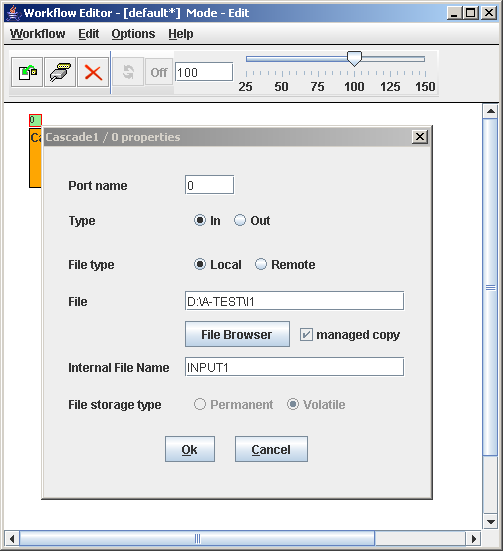 Workflow Editor - [default*]  Mode - Edit
Workflow Edit Options Help
Off 100
25 50 75 100 125 150
0
Cascade1 / 0 properties
Port name 0
Type In Out
File type Local Remote
File D:\A-TEST\I1
File Browser managed copy
Internal File Name INPUT1
File storage type Permanent Volatile
Ok Cancel